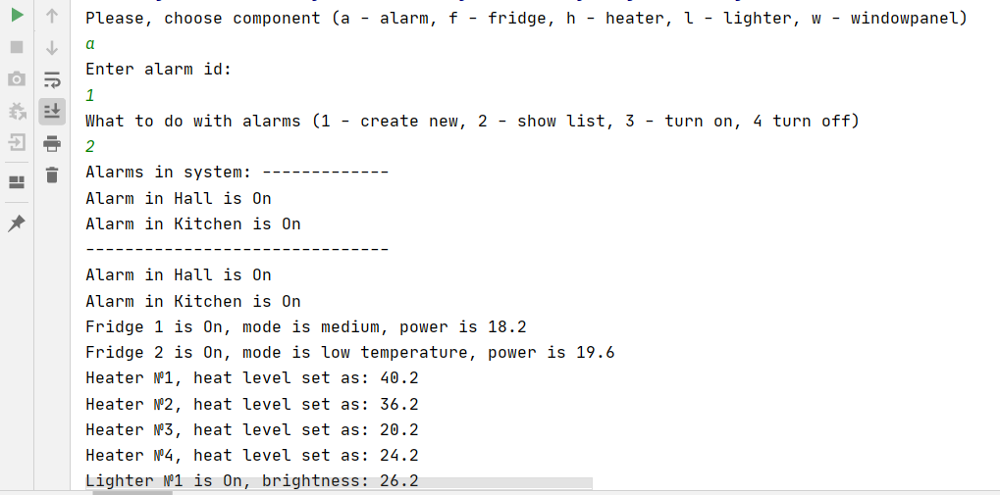 Please, choose component (a - alarm, f - fridge, h - heater, l - lighter, w - windowpanel)
a
Enter alarm id:
1
What to do with alarms (1 - create new, 2 - show list, 3 - turn on, 4 turn off)
2
Alarms in system: -------------
Alarm in Hall is On
Alarm in Kitchen is On
-------------------------------
Alarm in Hall is On
Alarm in Kitchen is On
Fridge 1 is On, mode is medium, power is 18.2
Fridge 2 is On, mode is low temperature, power is 19.6
Heater №1, heat level set as: 40.2
Heater №2, heat level set as: 36.2
Heater №3, heat level set as: 20.2
Heater №4, heat level set as: 24.2
Lighter №1 is On, brightness: 26.2